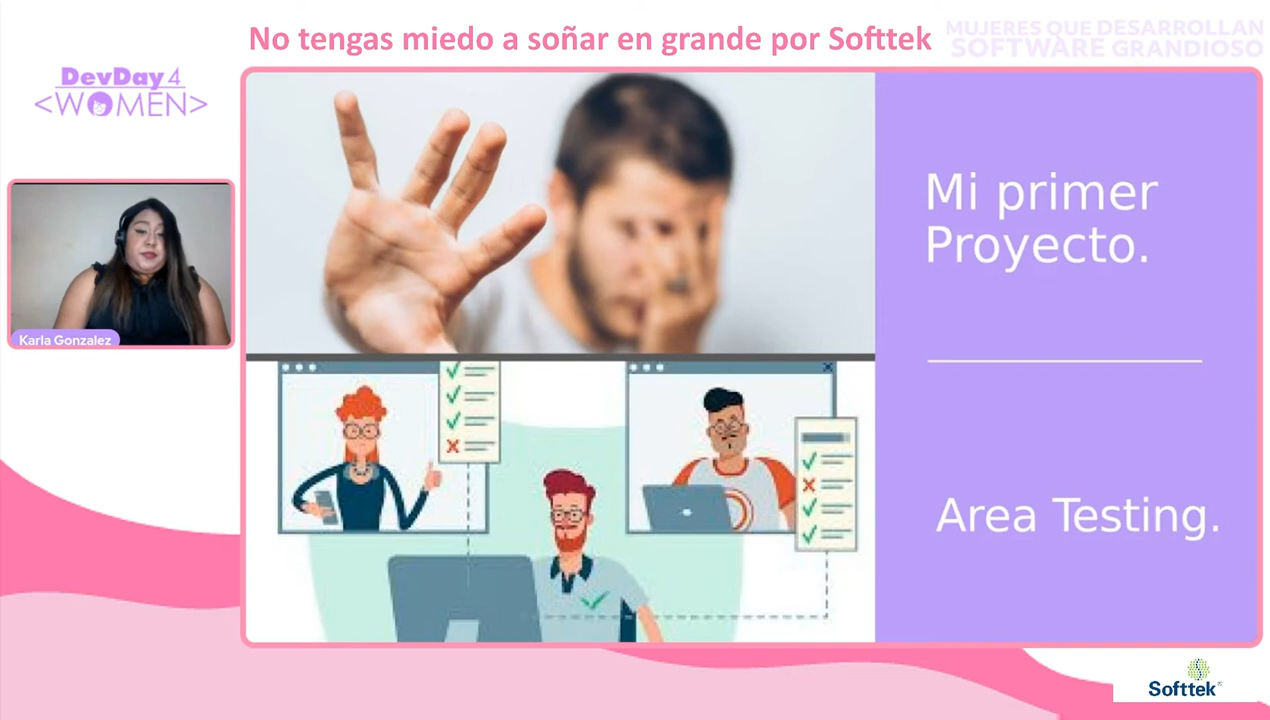 No tengas miedo a soñar en grande por Softtek
MUJERES QUE DESARROLLAN
SOFTWARE GRANDIOSO
DevDay4
<WOMEN>
Karla Gonzalez
Mi primer
Proyecto.
Area Testing.
Softtek